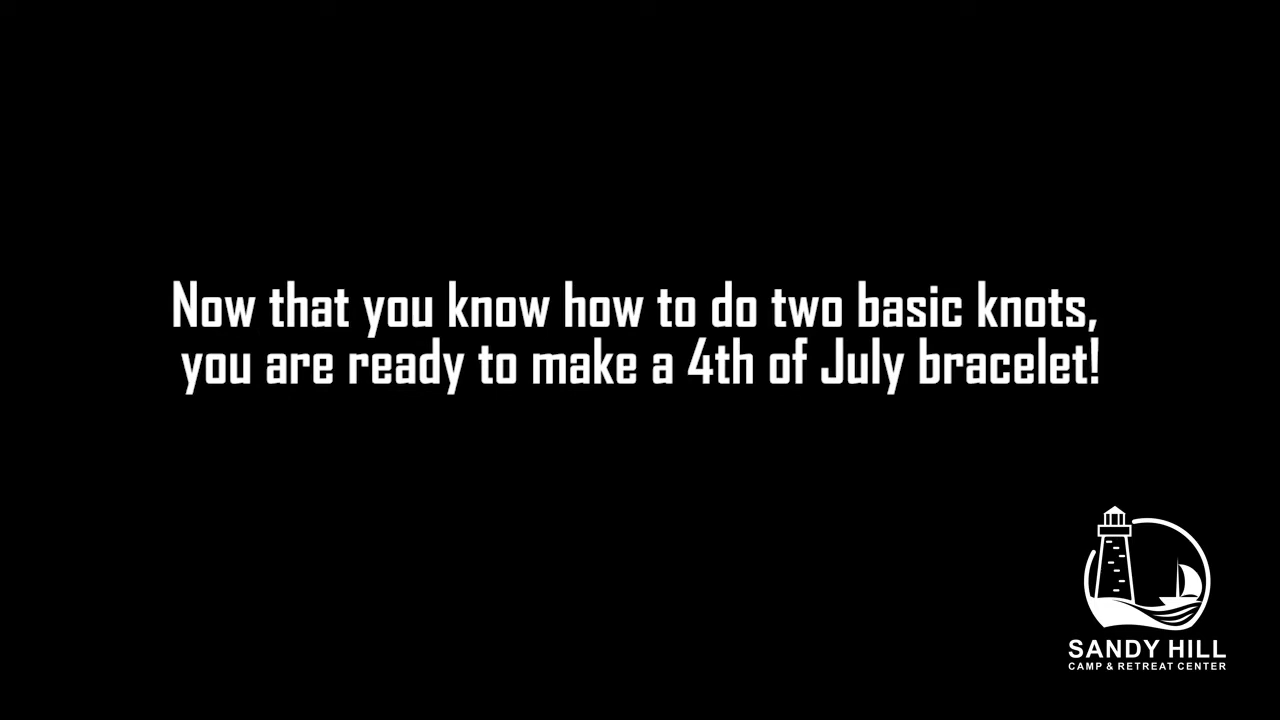 Now that you know how to do two basic knots,
you are ready to make a 4th of July bracelet!
SANDY HILL
CAMP & RETREAT CENTER